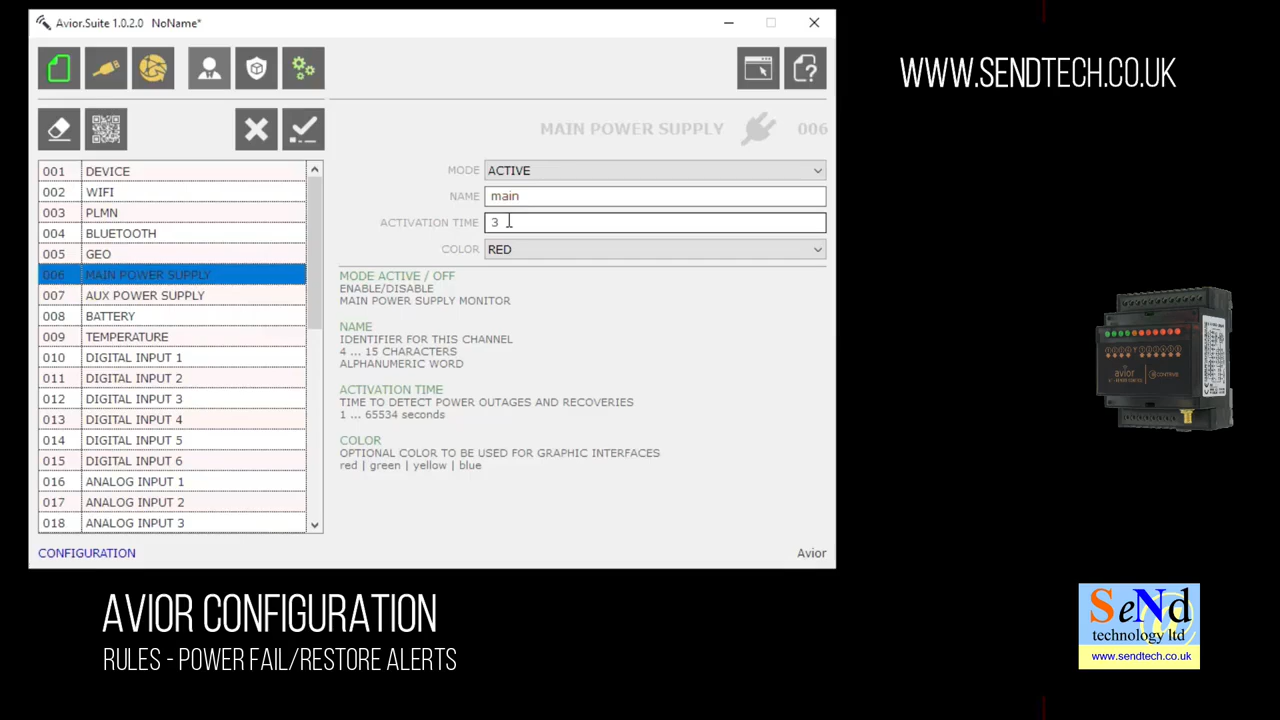 Avior.Suite 1.0.2.0 NoName*
WWW.SENDTECH.CO.UK
MAIN POWER SUPPLY 006
001 DEVICE
002 WIFI
003 PLMN
004 BLUETOOTH
005 GEO
006 MAIN POWER SUPPLY
007 AUX POWER SUPPLY
008 BATTERY
009 TEMPERATURE
010 DIGITAL INPUT 1
011 DIGITAL INPUT 2
012 DIGITAL INPUT 3
013 DIGITAL INPUT 4
014 DIGITAL INPUT 5
015 DIGITAL INPUT 6
016 ANALOG INPUT 1
017 ANALOG INPUT 2
018 ANALOG INPUT 3
MODE ACTIVE
NAME main
ACTIVATION TIME 3
COLOR RED
MODE ACTIVE / OFF
ENABLE/DISABLE
MAIN POWER SUPPLY MONITOR
NAME
IDENTIFIER FOR THIS CHANNEL
4 ... 15 CHARACTERS
ALPHANUMERIC WORD
ACTIVATION TIME
TIME TO DETECT POWER OUTAGES AND RECOVERIES
1 ... 65534 seconds
COLOR
OPTIONAL COLOR TO BE USED FOR GRAPHIC INTERFACES
red | green | yellow | blue
CONFIGURATION
Avior
avior
AVIOR CONFIGURATION
RULES - POWER FAIL/RESTORE ALERTS
SeNd
technology ltd
www.sendtech.co.uk